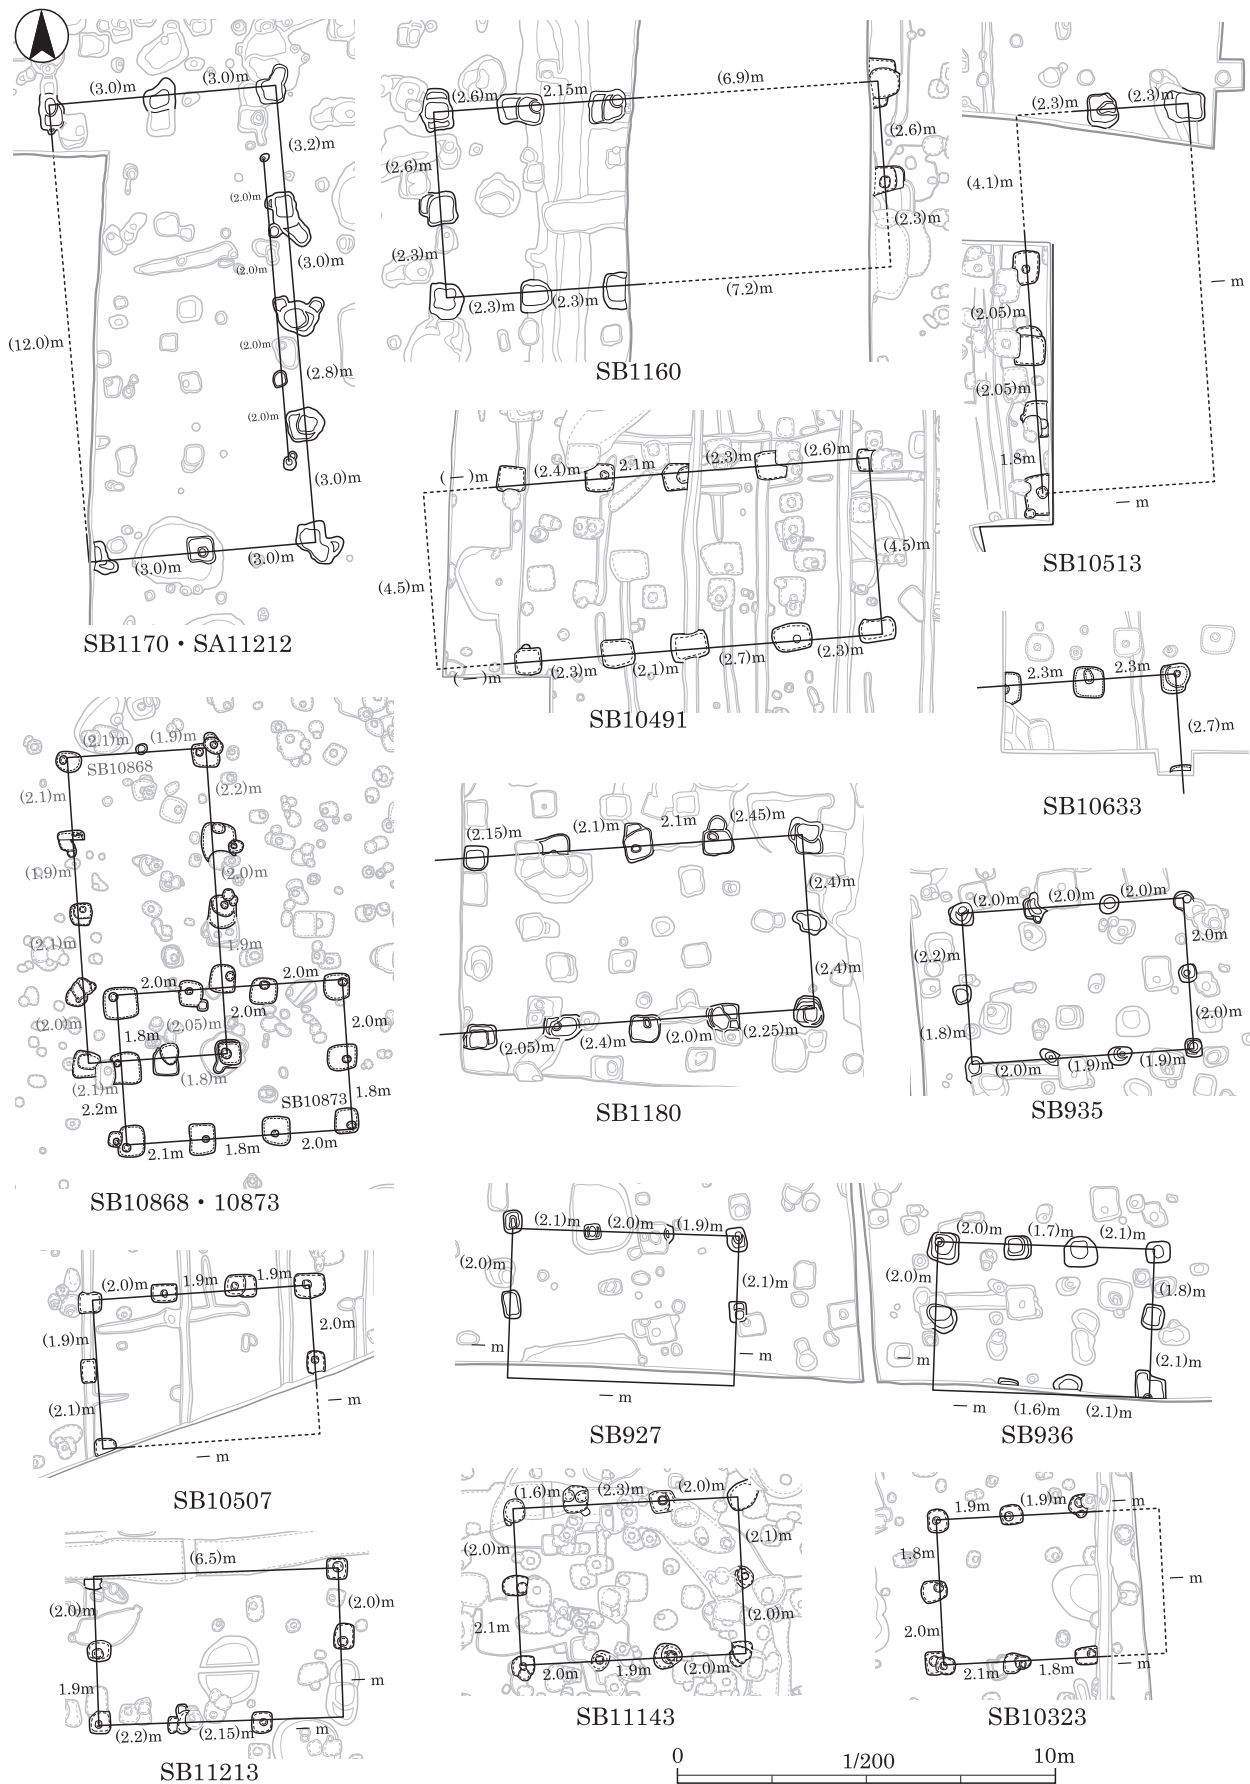 (3.0)m
(3.0)m
(3.2)m
(2.0)m
(3.0)m
(2.0)m
(12.0)m
(2.0)m
(2.8)m
(2.0)m
(3.0)m
(3.0)m
(3.0)m
SB1170・SA11212
(2.6)m
2.15m
(6.9)m
(2.6)m
(2.6)m
(2.3)m
(2.3)m
(2.3)m
(2.3)m
(7.2)m
SB1160
(2.3)m
(2.3)m
(4.1)m
— m
(2.05)m
(2.05)m
1.8m
— m
SB10513
( — )m
(2.4)m
2.1m
(2.3)m
(2.6)m
(4.5)m
(4.5)m
( — )m
(2.3)m
(2.1)m
(2.7)m
(2.3)m
SB10491
2.3m
2.3m
(2.7)m
SB10633
(2.1)m
(1.9)m
SB10868
(2.1)m
(2.2)m
(1.9)m
(2.0)m
(2.1)m
1.9m
2.0m
2.0m
(2.0)m
1.8m
(2.05)m
2.0m
2.0m
(2.1)m
(1.8)m
2.2m
SB10873
1.8m
2.1m
1.8m
2.0m
SB10868・10873
(2.15)m
(2.1)m
2.1m
(2.45)m
(2.4)m
(2.4)m
(2.05)m
(2.4)m
(2.0)m
(2.25)m
SB1180
(2.0)m
(2.0)m
(2.0)m
(2.2)m
2.0m
(1.8)m
(2.0)m
(2.0)m
(1.9)m
(1.9)m
SB935
(2.0)m
1.9m
1.9m
(1.9)m
2.0m
(2.1)m
— m
— m
SB10507
(2.1)m
(2.0)m
(1.9)m
(2.0)m
(2.1)m
— m
— m
— m
SB927
(2.0)m
(1.7)m
(2.1)m
(2.0)m
(1.8)m
— m
(2.1)m
— m
(1.6)m
(2.1)m
SB936
(6.5)m
(2.0)m
(2.0)m
1.9m
— m
(2.2)m
(2.15)m
— m
SB11213
(1.6)m
(2.3)m
(2.0)m
(2.0)m
(2.1)m
2.1m
(2.0)m
2.0m
1.9m
(2.0)m
SB11143
1.9m
(1.9)m
— m
1.8m
— m
2.0m
2.1m
1.8m
— m
SB10323
0
1/200
10m